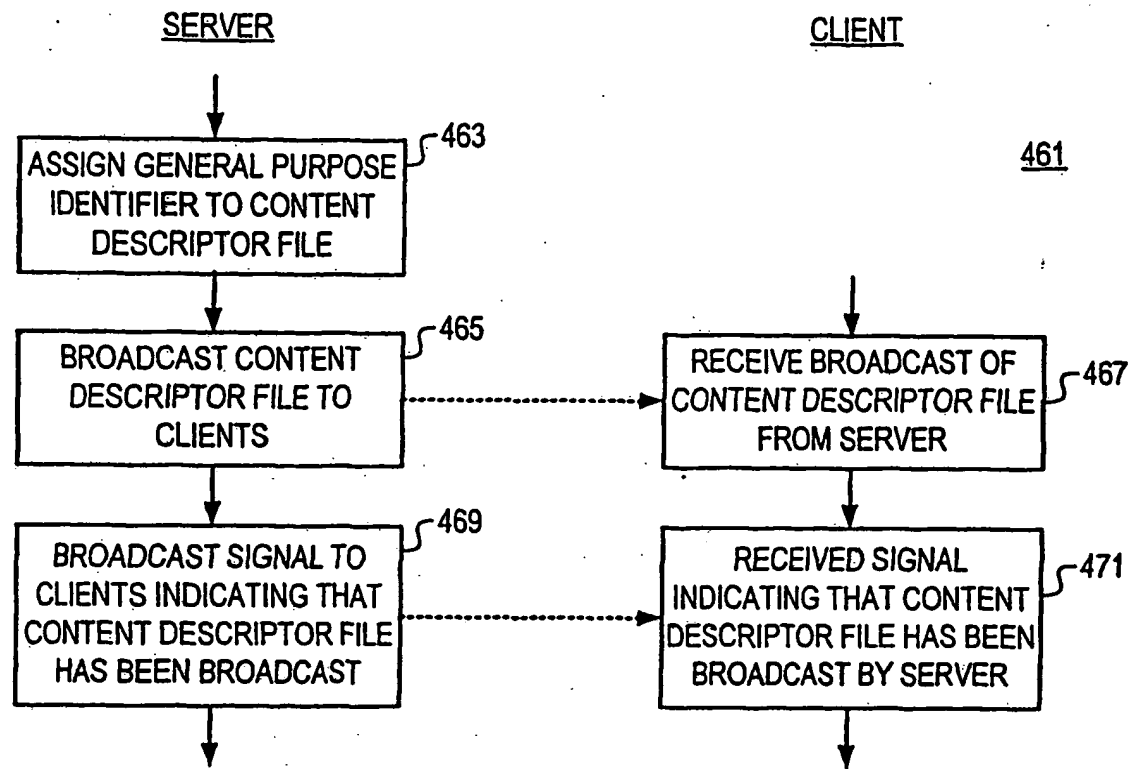 SERVER
CLIENT
461
463
ASSIGN GENERAL PURPOSE
IDENTIFIER TO CONTENT
DESCRIPTOR FILE
465
BROADCAST CONTENT
DESCRIPTOR FILE TO
CLIENTS
467
RECEIVE BROADCAST OF
CONTENT DESCRIPTOR FILE
FROM SERVER
469
BROADCAST SIGNAL TO
CLIENTS INDICATING THAT
CONTENT DESCRIPTOR FILE
HAS BEEN BROADCAST
471
RECEIVED SIGNAL
INDICATING THAT CONTENT
DESCRIPTOR FILE HAS BEEN
BROADCAST BY SERVER